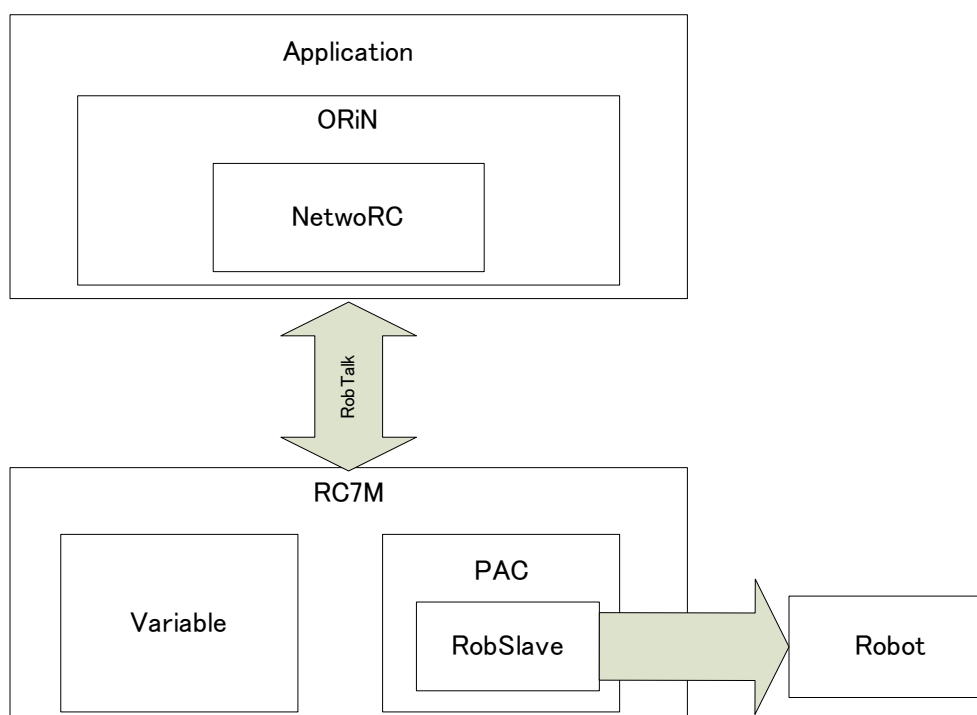 Application
ORiN
NetwoRC
RobTalk
RC7M
Variable
PAC
RobSlave
Robot